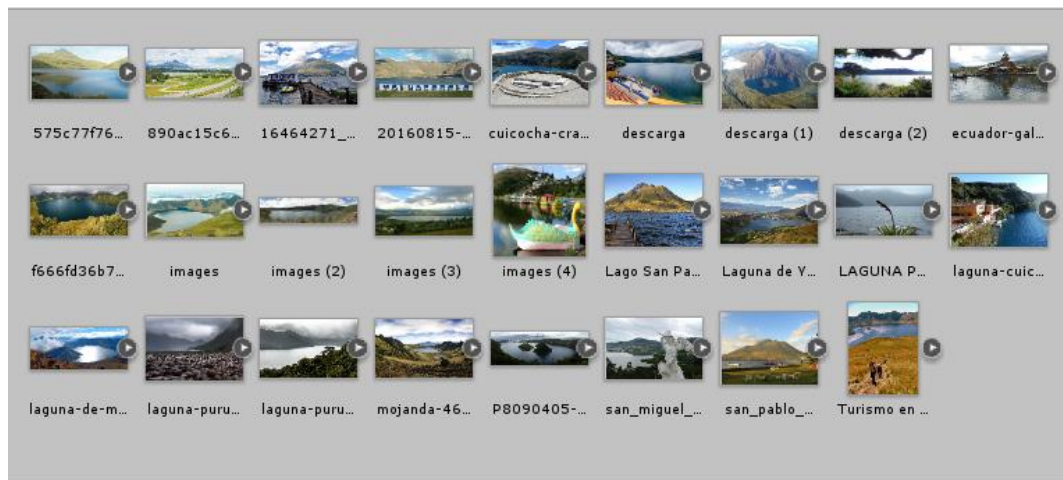 575c77f76...
890ac15c6...
16464271_...
20160815-...
cuicocha-cra...
descarga
descarga (1)
descarga (2)
ecuador-gal...
f666fd36b7...
images
images (2)
images (3)
images (4)
Lago San Pa...
Laguna de Y...
LAGUNA P...
laguna-cuic...
laguna-de-m...
laguna-puru...
laguna-puru...
mojanda-46...
P8090405-...
san_miguel_...
san_pablo_...
Turismo en ...